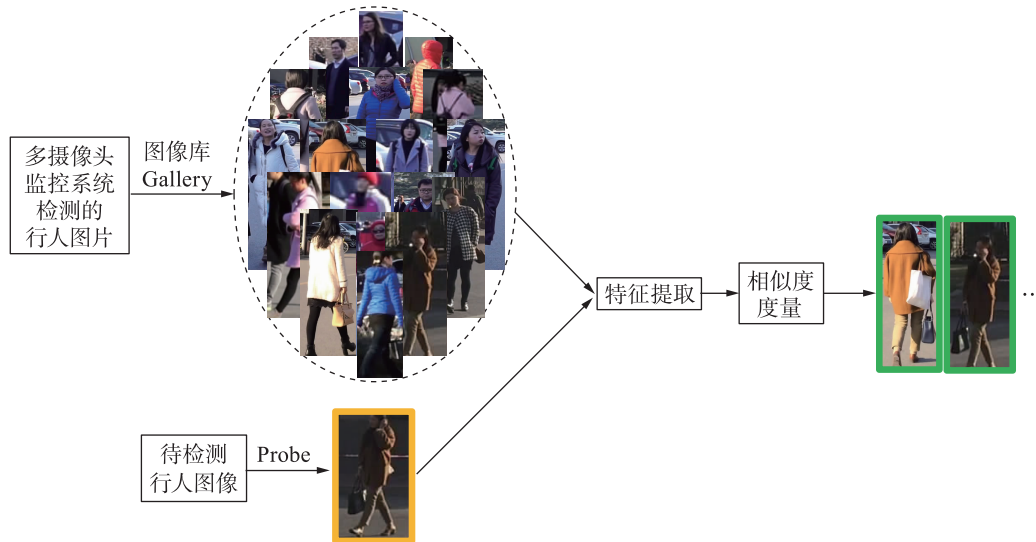 多摄像头
监控系统
检测的
行人图片
图像库
Gallery
特征提取
相似度
度量
…
待检测
行人图像
Probe